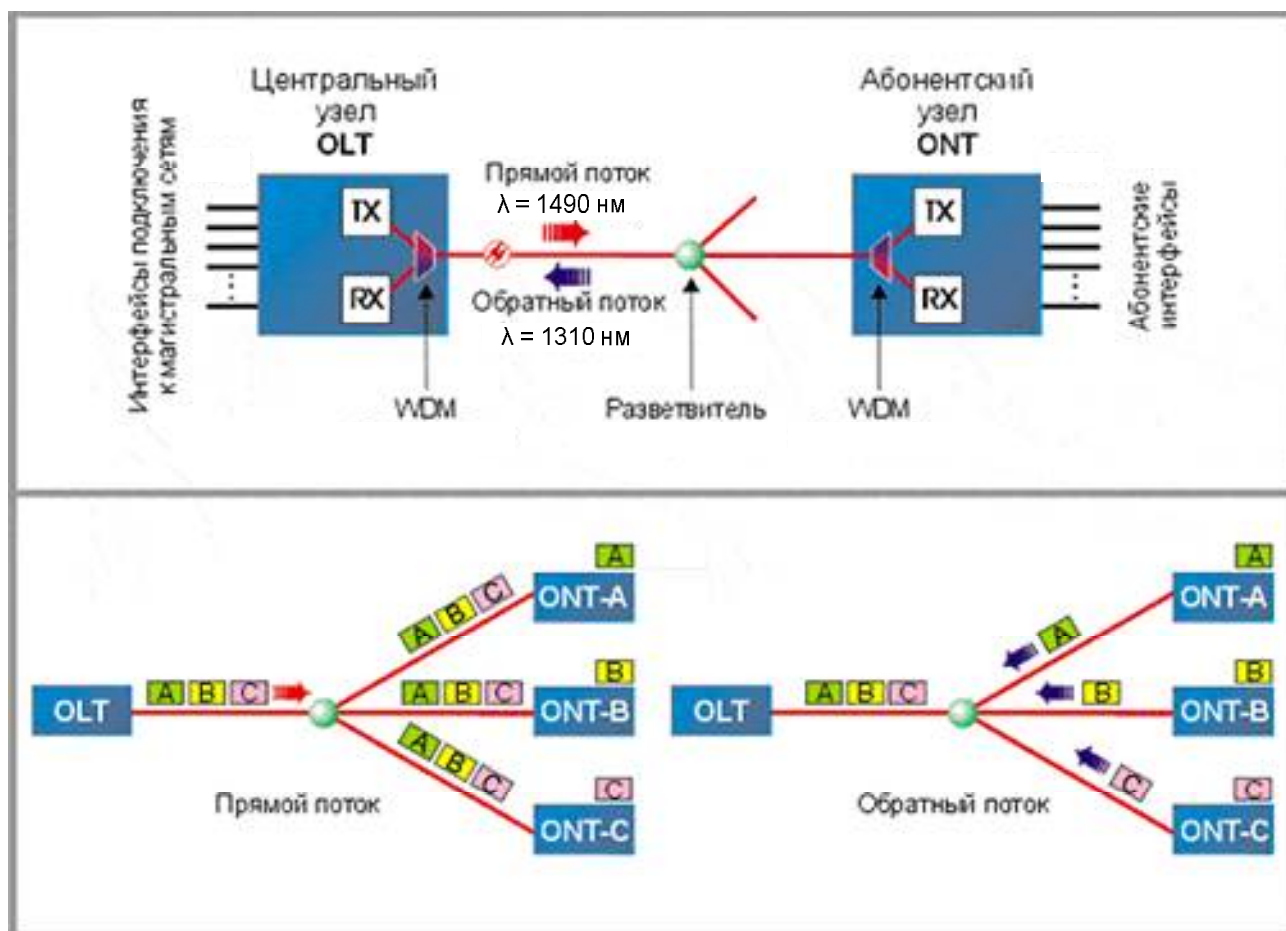 Центральный
узел
OLT
Абонентский
узел
ONT
Интерфейсы подключения
к магистральным сетям
TX
RX
Прямой поток
λ = 1490 нм
Обратный поток
λ = 1310 нм
TX
RX
Абонентские
интерфейсы
WDM
Разветвитель
WDM
A
ONT-A
A B C
B
ONT-B
A B C
A B C
OLT
A B C
C
ONT-C
Прямой поток
A
ONT-A
A
B
ONT-B
B
A B C
OLT
C
C
ONT-C
Обратный поток